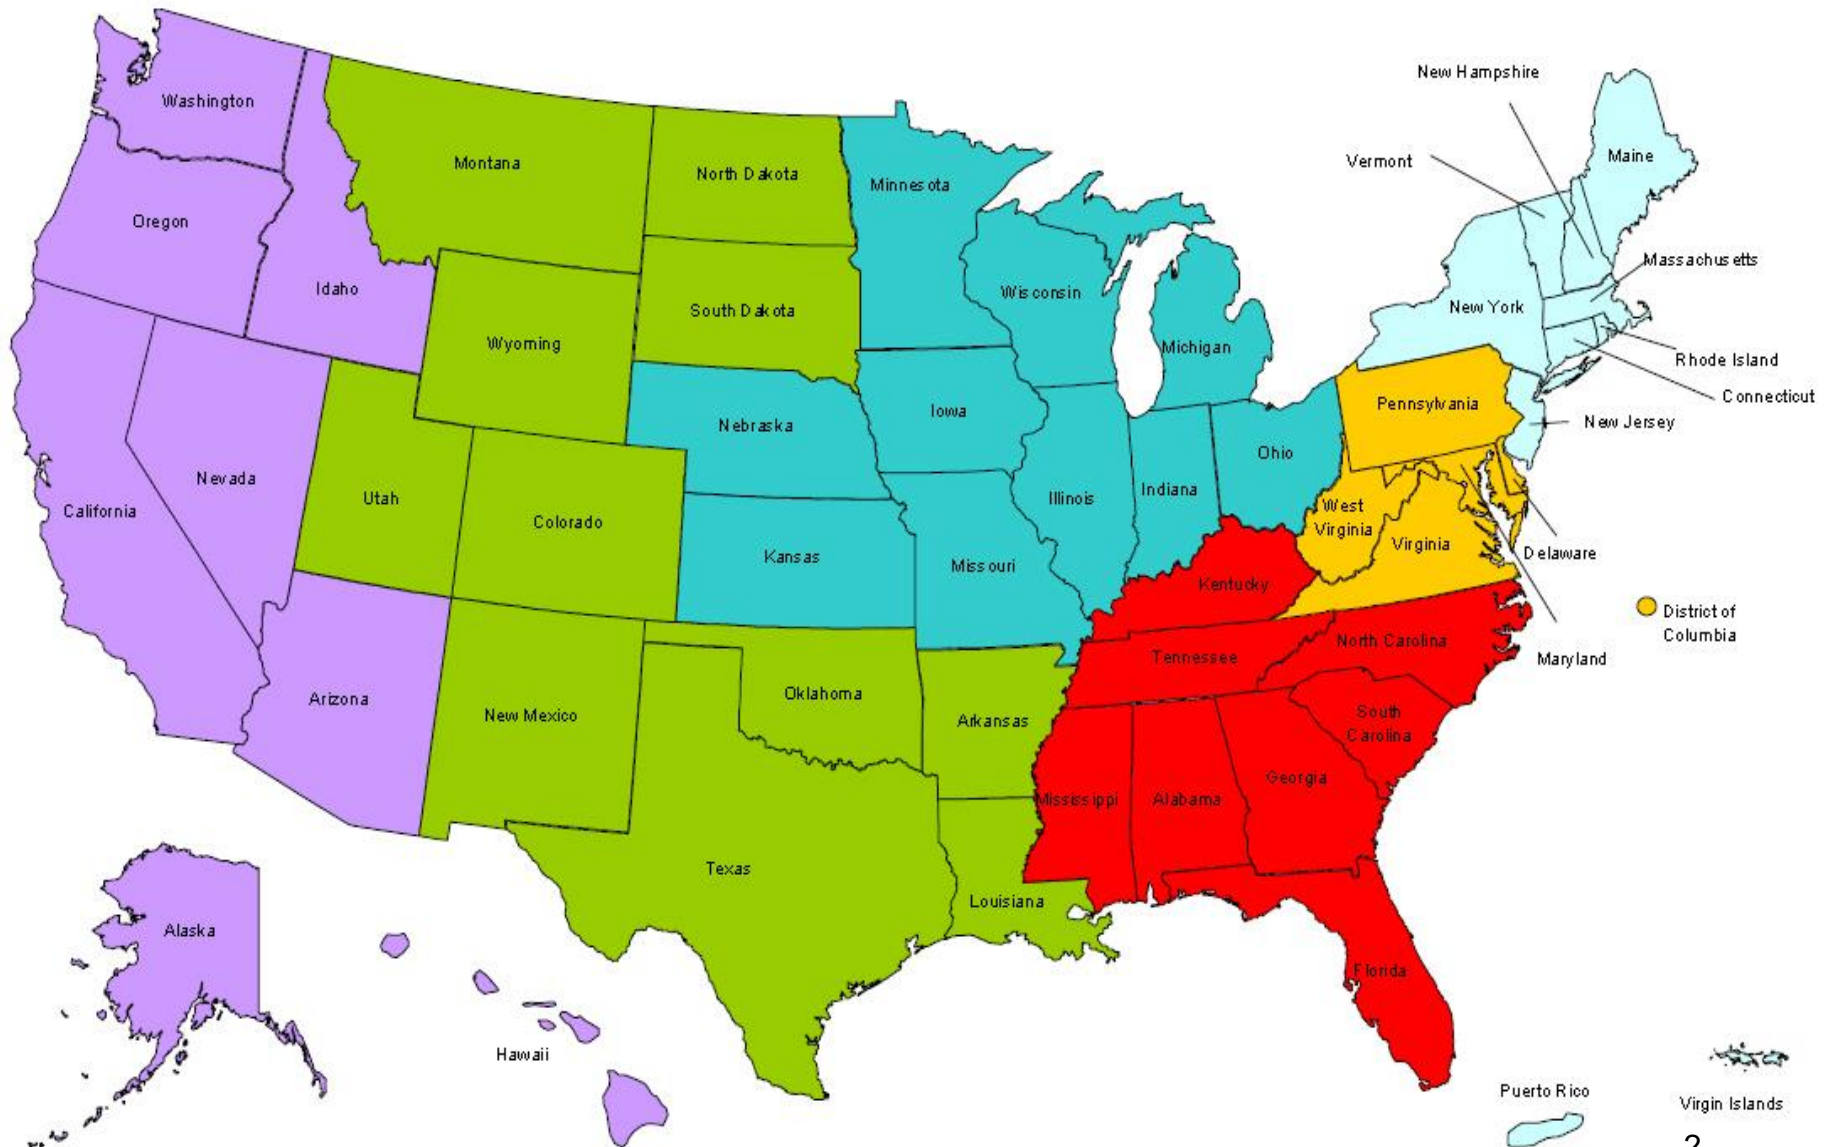 New Hampshire
Washington
Vermont
Maine
Montana
North Dakota
Minnesota
Oregon
Massachusetts
Idaho
Wisconsin
New York
South Dakota
Wyoming
Michigan
Rhode Island
Connecticut
Pennsylvania
Iowa
New Jersey
Nebraska
Ohio
Nevada
Utah
Illinois
Indiana
California
Colorado
West
Virginia
Virginia
Delaware
Kansas
Missouri
Kentucky
District of
Columbia
North Carolina
Tennessee
Maryland
Arizona
Oklahoma
New Mexico
Arkansas
South
Carolina
Georgia
Mississippi
Alabama
Texas
Louisiana
Alaska
Florida
Hawaii
Puerto Rico
Virgin Islands
2